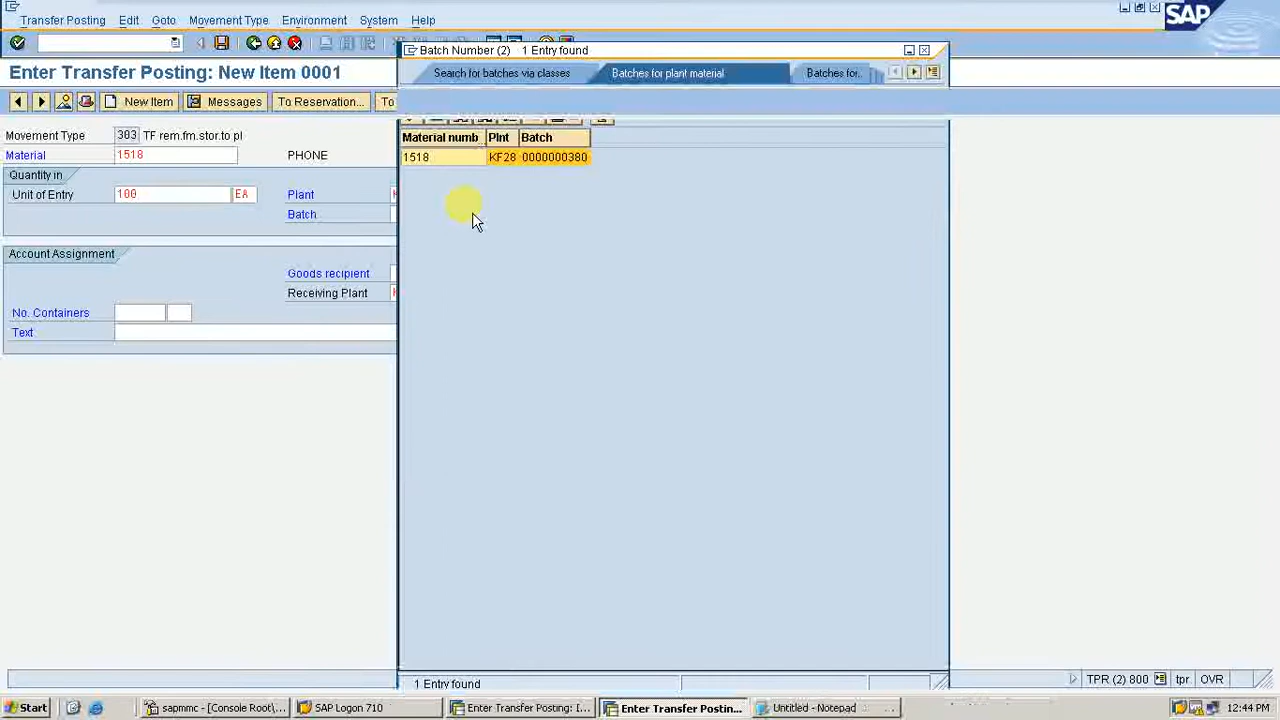 Transfer Posting Edit Goto Movement Type Environment System Help
SAP
Batch Number (2) 1 Entry found
Enter Transfer Posting: New Item 0001
Search for batches via classes Batches for plant material Batches for.
New Item Messages To Reservation... To
Material numb Plnt Batch
Movement Type 303 TF rem.fm.stor.to pl
Material 1518 PHONE
1518 KF28 0000000380
Quantity in
Unit of Entry 100 EA Plant
Batch
Account Assignment
Goods recipient
Receiving Plant
No. Containers
Text
1 Entry found
TPR (2) 800 tpr OVR
Start sapmmc - [Console Root\... SAP Logon 710 Enter Transfer Posting: I... Enter Transfer Postin... Untitled - Notepad 12:44 PM